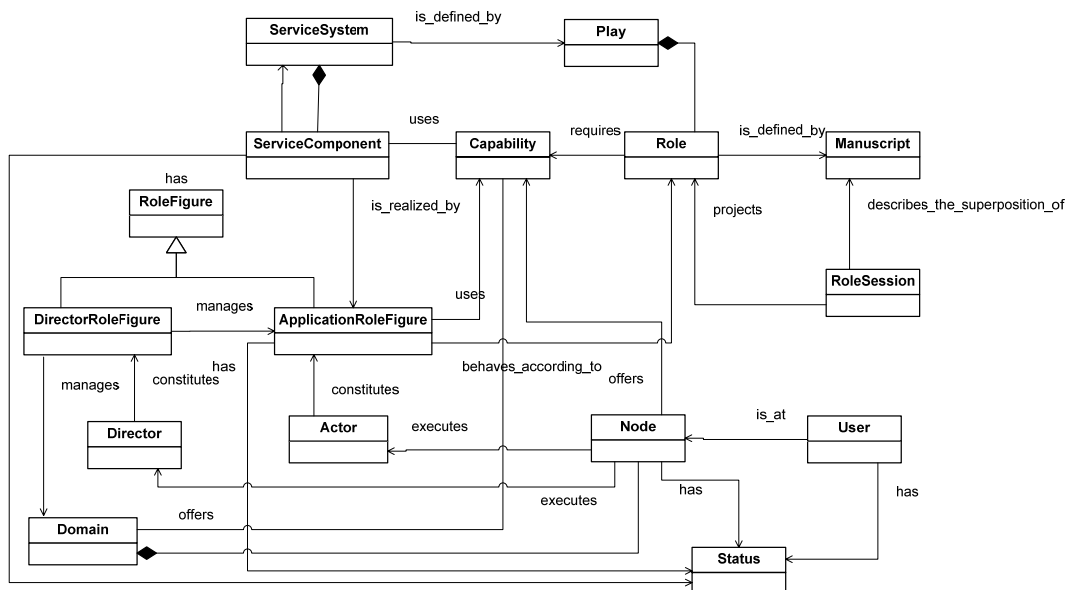 is_defined_by
ServiceSystem
Play
uses
requires
is_defined_by
ServiceComponent
Capability
Role
Manuscript
has
RoleFigure
is_realized_by
projects
describes_the_superposition_of
RoleSession
manages
uses
DirectorRoleFigure
ApplicationRoleFigure
has
behaves_according_to
manages
constitutes
constitutes
offers
Director
Actor
executes
Node
is_at
User
executes
has
has
offers
Domain
Status